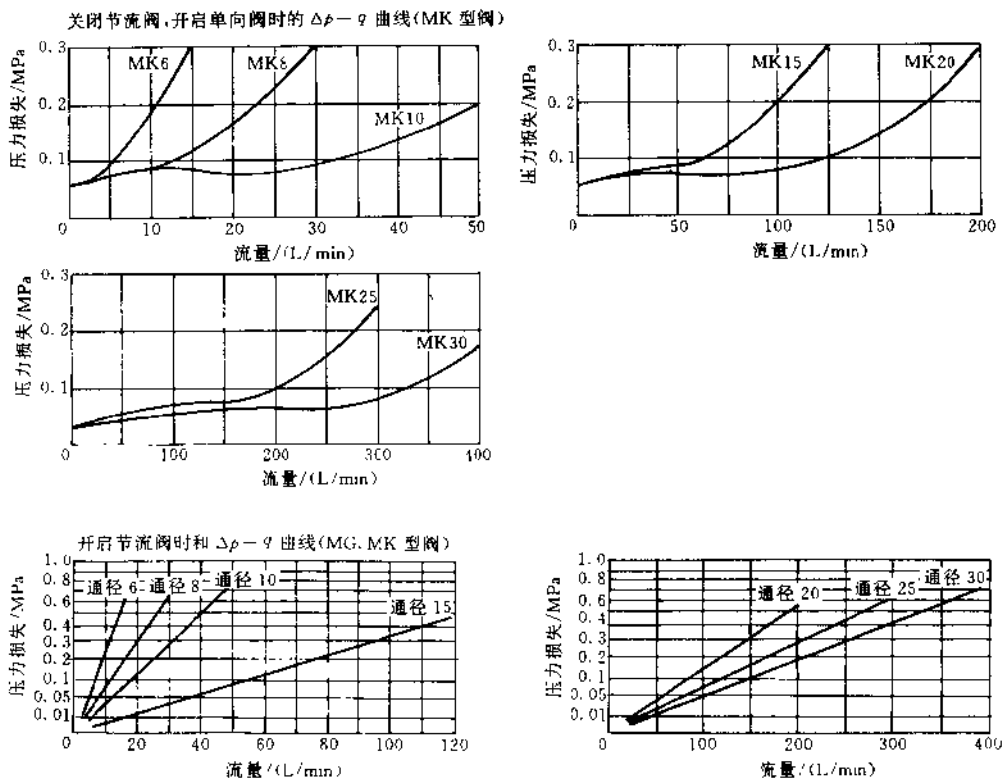 关闭节流阀、开启单向阀时的 Δp－q 曲线(MK 型阀)
压力损失/MPa
0.3
0.2
0.1
MK6
MK8
MK10
0 10 20 30 40 50
流量/(L/min)
压力损失/MPa
0.3
0.2
0.1
MK15
MK20
0 50 100 150 200
流量/(L/min)
压力损失/MPa
0.3
0.2
0.1
MK25
MK30
100 200 300 400
流量/(L/min)
开启节流阀时和 Δp－q 曲线(MG、MK 型阀)
压力损失/MPa
1.0
0.8
0.6
0.4
0.3
0.2
0.1
0.05
0.01
通径 6
通径 8
通径 10
通径 15
0 20 40 60 80 100 120
流量/(L/min)
压力损失/MPa
1.0
0.8
0.6
0.4
0.3
0.2
0.1
0.05
0.01
通径 20
通径 25
通径 30
0 100 200 300 400
流量/(L/min)